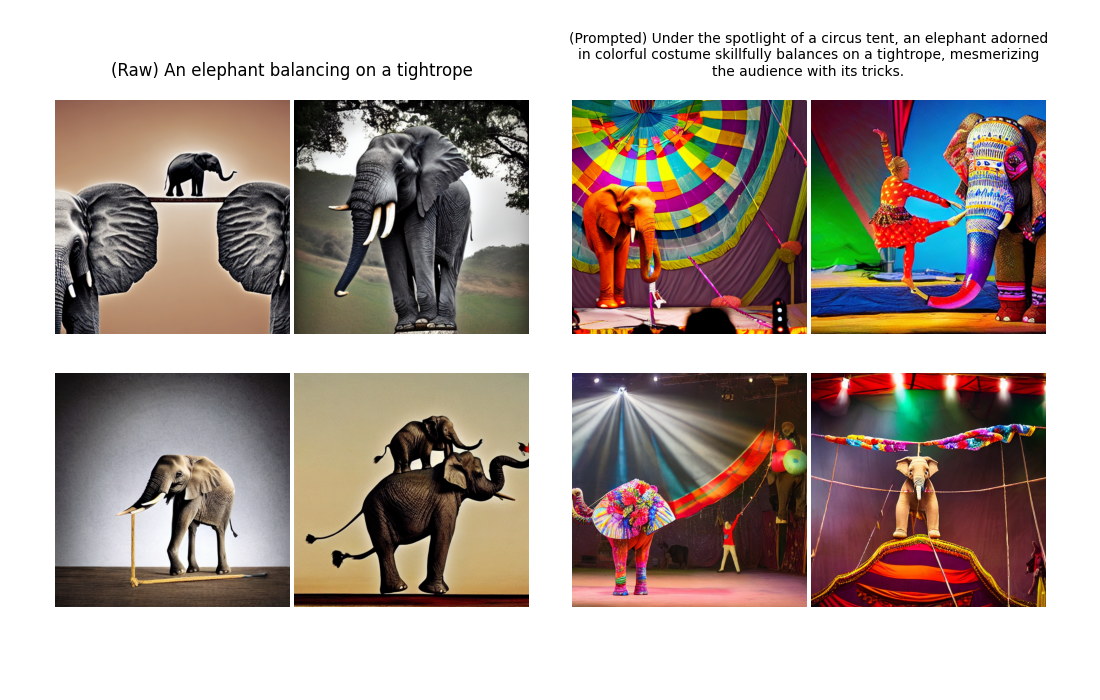 (Raw) An elephant balancing on a tightrope
(Prompted) Under the spotlight of a circus tent, an elephant adorned
in colorful costume skillfully balances on a tightrope, mesmerizing
the audience with its tricks.